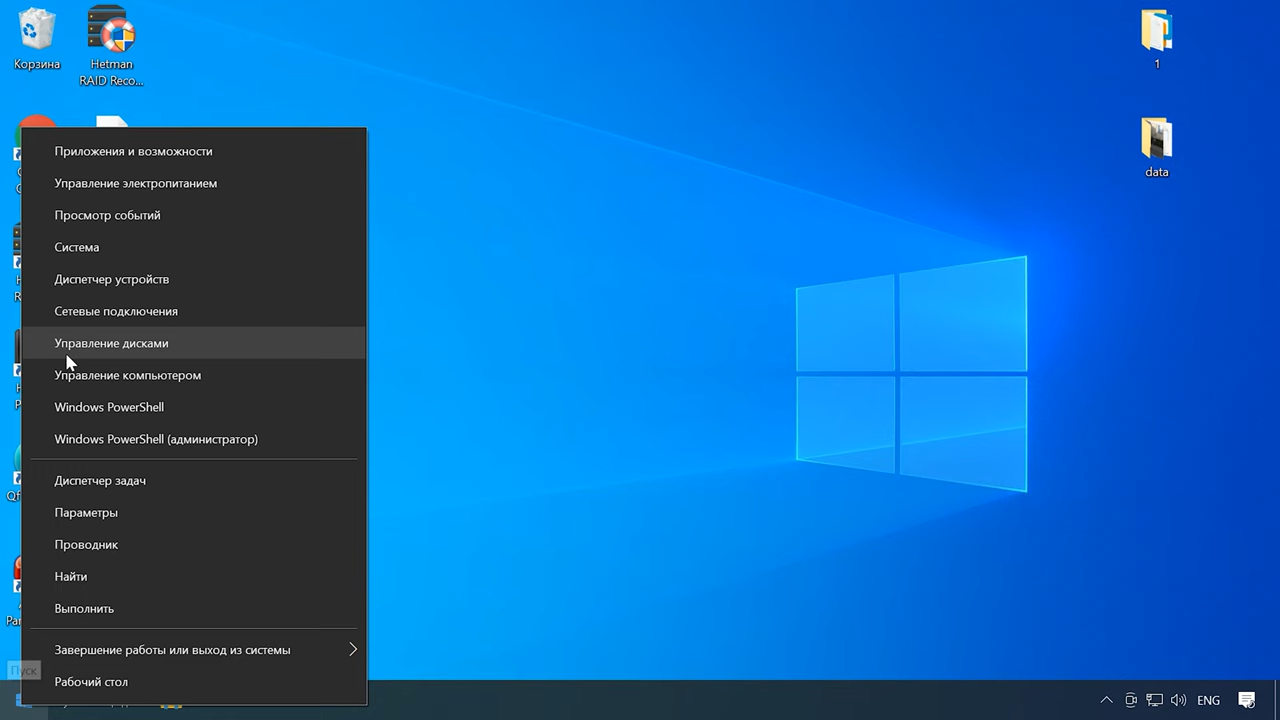 Корзина
Hetman
RAID Reco...
1
data
Приложения и возможности
Управление электропитанием
Просмотр событий
Система
Диспетчер устройств
Сетевые подключения
Управление дисками
Управление компьютером
Windows PowerShell
Windows PowerShell (администратор)
Диспетчер задач
Параметры
Проводник
Найти
Выполнить
Завершение работы или выход из системы
Рабочий стол
Пуск
ENG